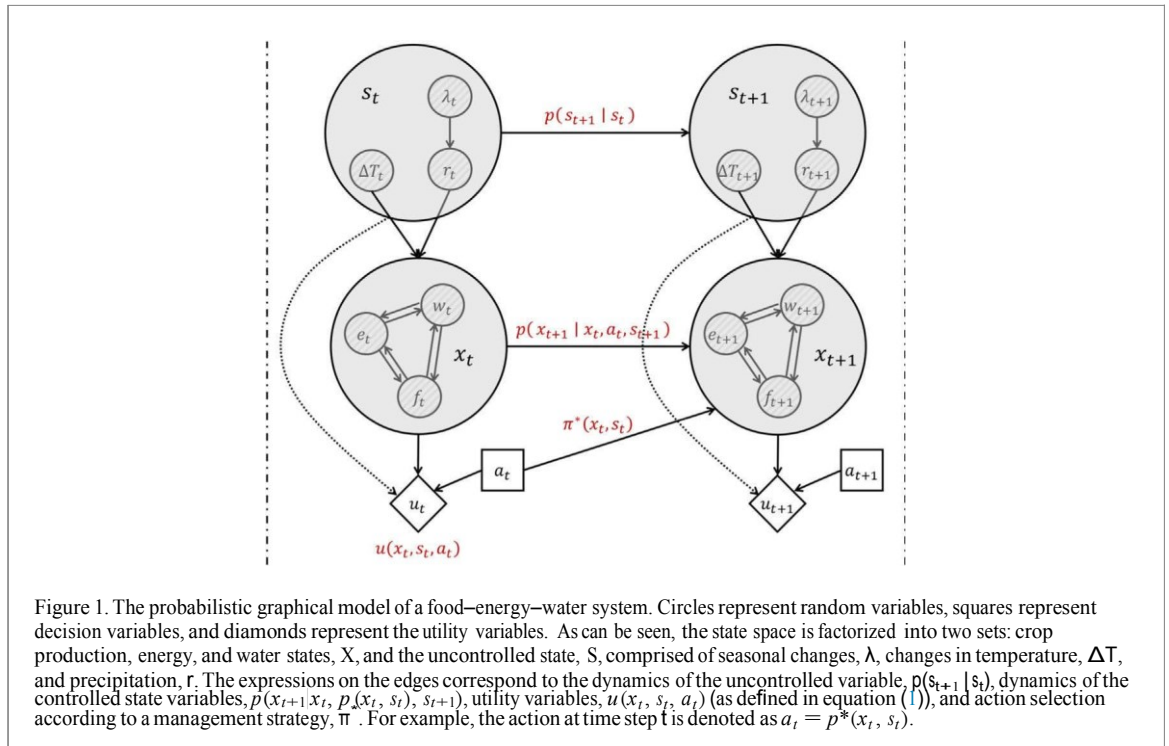 s_t
λ_t
ΔT_t
r_t
p(s_{t+1} | s_t)
s_{t+1}
λ_{t+1}
ΔT_{t+1}
r_{t+1}
w_t
e_t
x_t
f_t
p(x_{t+1} | x_t, a_t, s_{t+1})
w_{t+1}
e_{t+1}
x_{t+1}
f_{t+1}
π*(x_t, s_t)
a_t
u_t
u(x_t, s_t, a_t)
a_{t+1}
u_{t+1}
Figure 1. The probabilistic graphical model of a food–energy–water system. Circles represent random variables, squares represent
decision variables, and diamonds represent the utility variables. As can be seen, the state space is factorized into two sets: crop
production, energy, and water states, X, and the uncontrolled state, S, comprised of seasonal changes, λ, changes in temperature, ΔT,
and precipitation, r. The expressions on the edges correspond to the dynamics of the uncontrolled variable, p(s_{t+1} | s_t), dynamics of the
controlled state variables, p(x_{t+1}|x_t, p_*(x_t, s_t), s_{t+1}), utility variables, u(x_t, s_t, a_t) (as defined in equation (1)), and action selection
according to a management strategy, π*. For example, the action at time step t is denoted as a_t = p*(x_t, s_t).